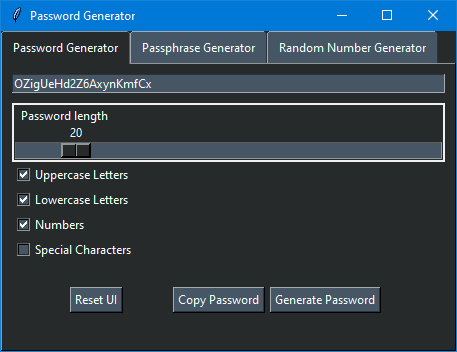 Password Generator
Password Generator Passphrase Generator Random Number Generator
OZigUeHd2Z6AxynKmfCx
Password length
20
Uppercase Letters
Lowercase Letters
Numbers
Special Characters
Reset UI Copy Password Generate Password